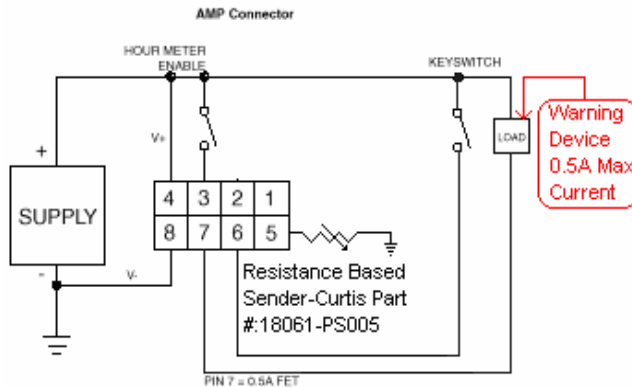 AMP Connector
HOUR METER
ENABLE
KEYSWITCH
Warning
Device
0.5A Max
Current
LOAD
V+
+
SUPPLY
-
V-
4 3 2 1
8 7 6 5
Resistance Based
Sender-Curtis Part
#:18061-PS005
PIN 7 = 0.5A FET